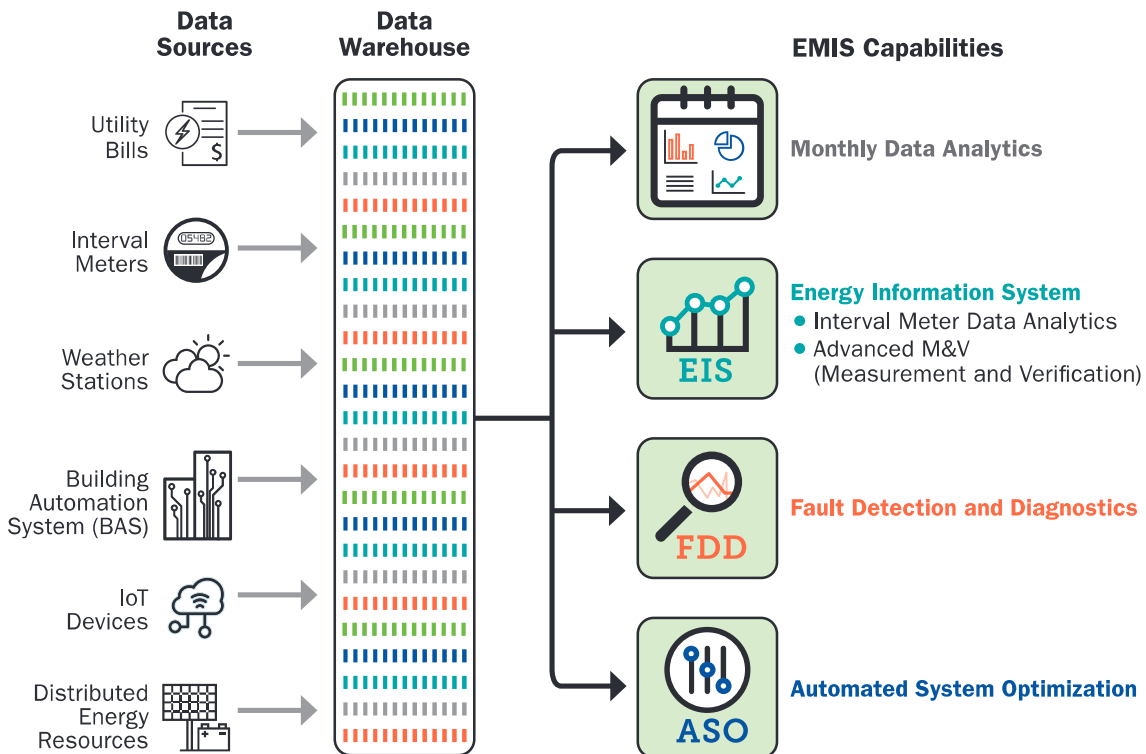 Data
Sources
Data
Warehouse
EMIS Capabilities
Utility
Bills
$
Interval
Meters
05482
Weather
Stations
Building
Automation
System (BAS)
IoT
Devices
Distributed
Energy
Resources
Monthly Data Analytics
EIS
Energy Information System
● Interval Meter Data Analytics
● Advanced M&V
(Measurement and Verification)
FDD
Fault Detection and Diagnostics
ASO
Automated System Optimization